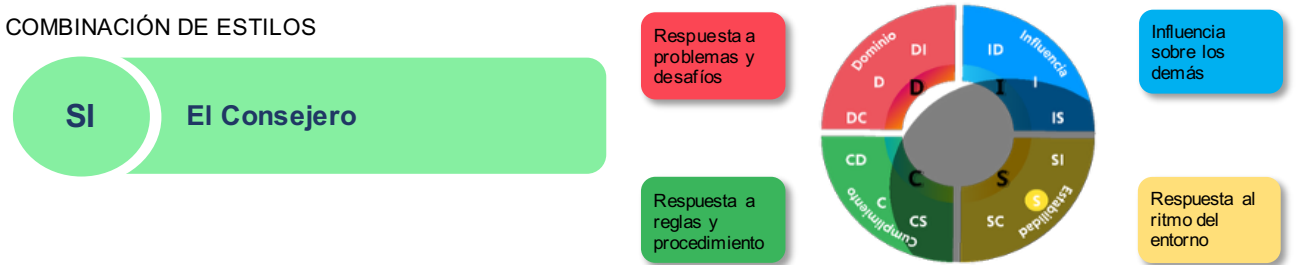 COMBINACIÓN DE ESTILOS
SI
El Consejero
Respuesta a
problemas y
desafíos
Respuesta a
reglas y
procedimiento
Dominio
DI
D
D
DC
Influencia
ID
I
I
IS
CD
C
C
CS
Cumplimiento
SI
S
S
SC
Estabilidad
Influencia
sobre los
demás
Respuesta al
ritmo del
entorno